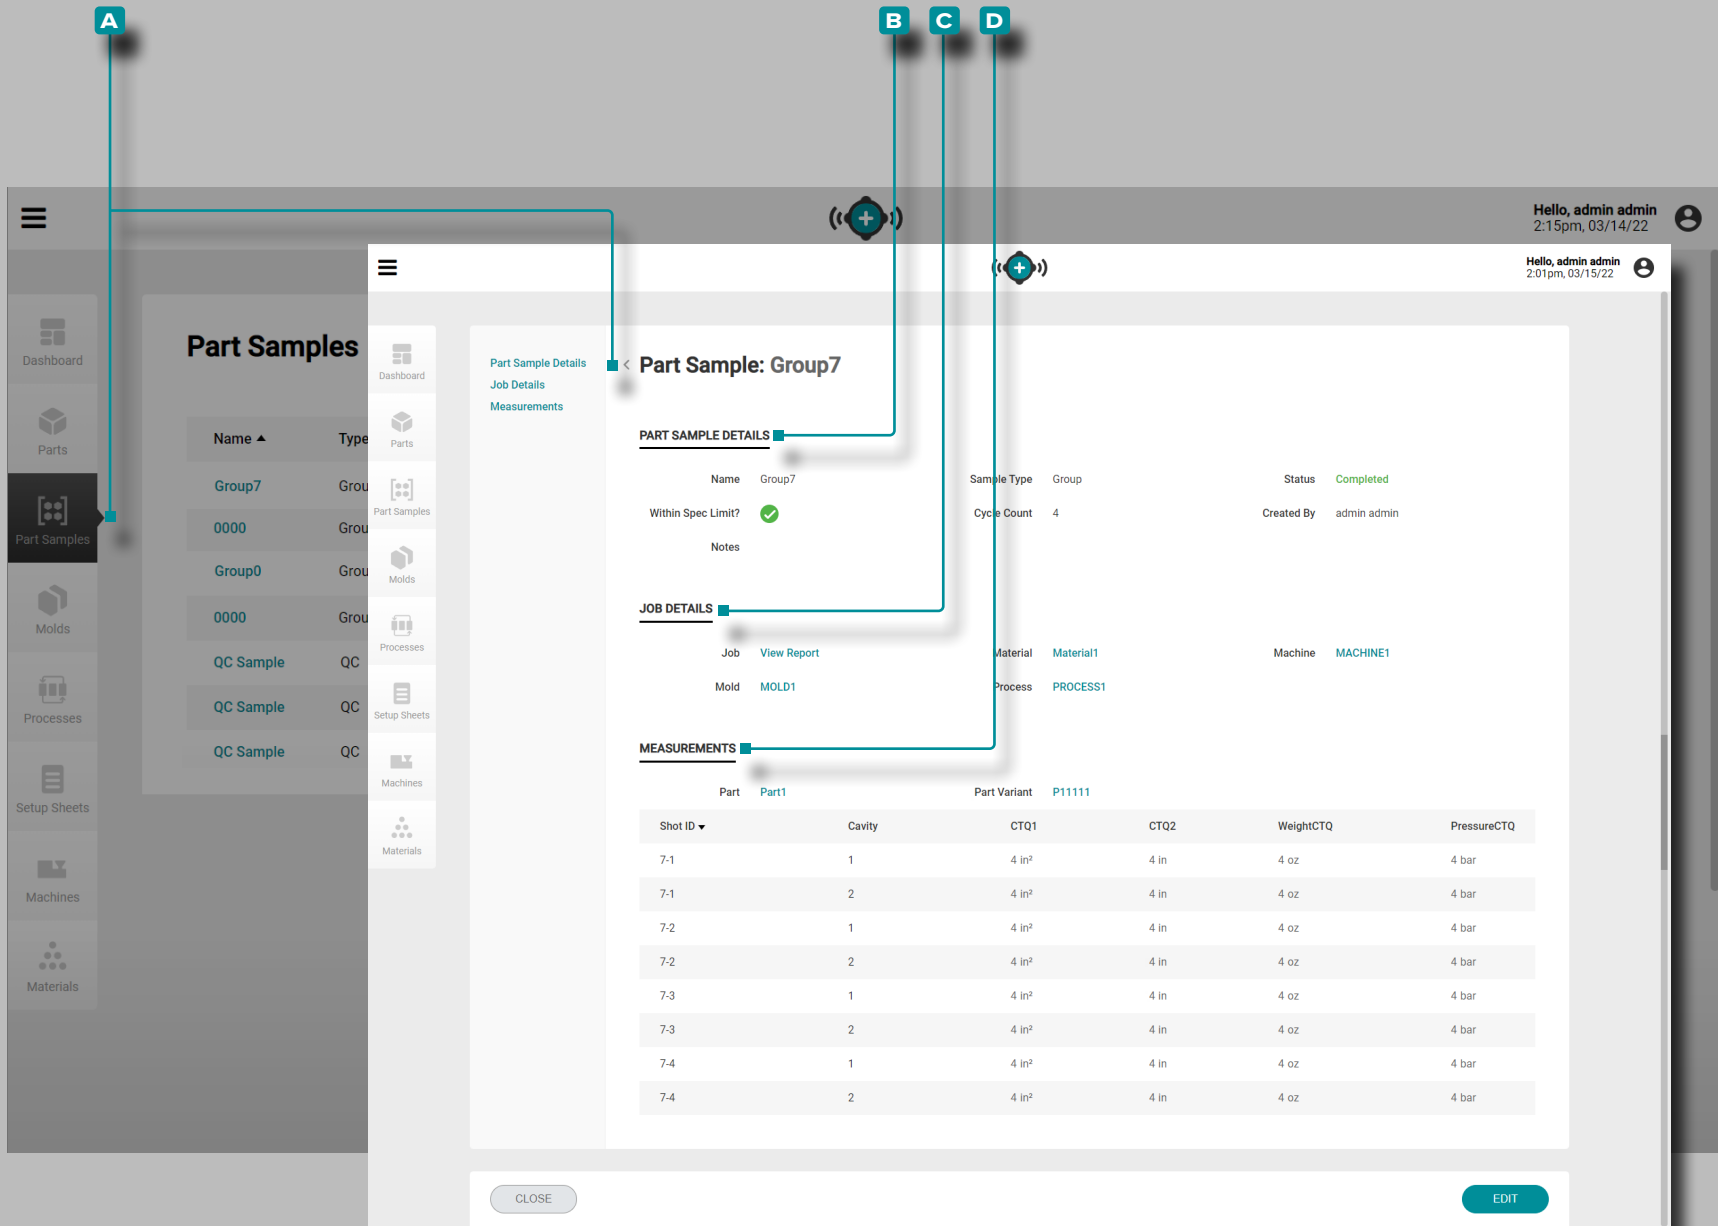 A
B
C
D
Hello, admin admin
2:15pm, 03/14/22
Dashboard
Parts
Part Samples
Molds
Processes
Setup Sheets
Machines
Materials
Part Samples
Name Type
Group7 Grou
0000 Grou
Group0 Grou
0000 Grou
QC Sample QC
QC Sample QC
QC Sample QC
Hello, admin admin
2:01pm, 03/15/22
Dashboard
Parts
Part Samples
Molds
Processes
Setup Sheets
Machines
Materials
Part Sample Details
Job Details
Measurements
< Part Sample: Group7
PART SAMPLE DETAILS
Name Group7 Sample Type Group Status Completed
Within Spec Limit? Cycle Count 4 Created By admin admin
Notes
JOB DETAILS
Job View Report Material Material1 Machine MACHINE1
Mold MOLD1 Process PROCESS1
MEASUREMENTS
Part Part1 Part Variant P11111
Shot ID Cavity CTQ1 CTQ2 WeightCTQ PressureCTQ
7-1 1 4 in² 4 in 4 oz 4 bar
7-1 2 4 in² 4 in 4 oz 4 bar
7-2 1 4 in² 4 in 4 oz 4 bar
7-2 2 4 in² 4 in 4 oz 4 bar
7-3 1 4 in² 4 in 4 oz 4 bar
7-3 2 4 in² 4 in 4 oz 4 bar
7-4 1 4 in² 4 in 4 oz 4 bar
7-4 2 4 in² 4 in 4 oz 4 bar
CLOSE EDIT